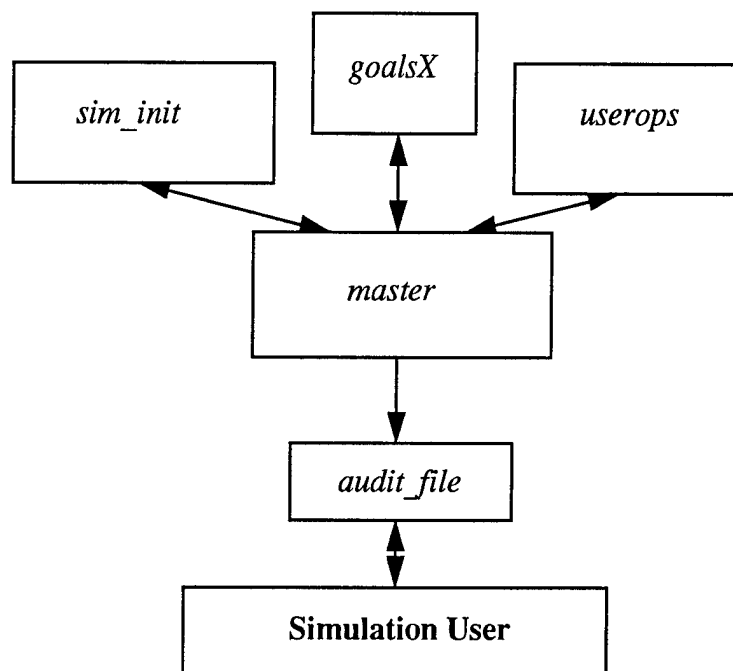 goalsX
sim_init
userops
master
audit_file
Simulation User